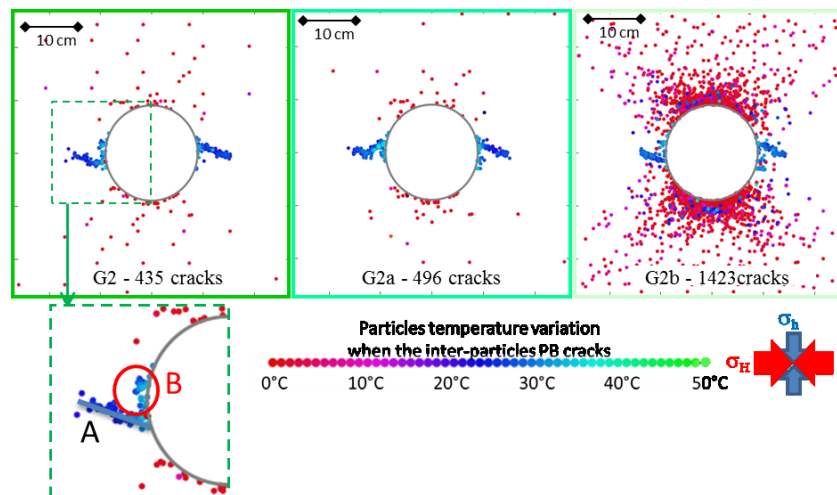 10 cm
10 cm
10 cm
G2 - 435 cracks
G2a - 496 cracks
G2b - 1423cracks
A
B
Particles temperature variation
when the inter-particles PB cracks
0°C 10°C 20°C 30°C 40°C 50°C
σh
σH